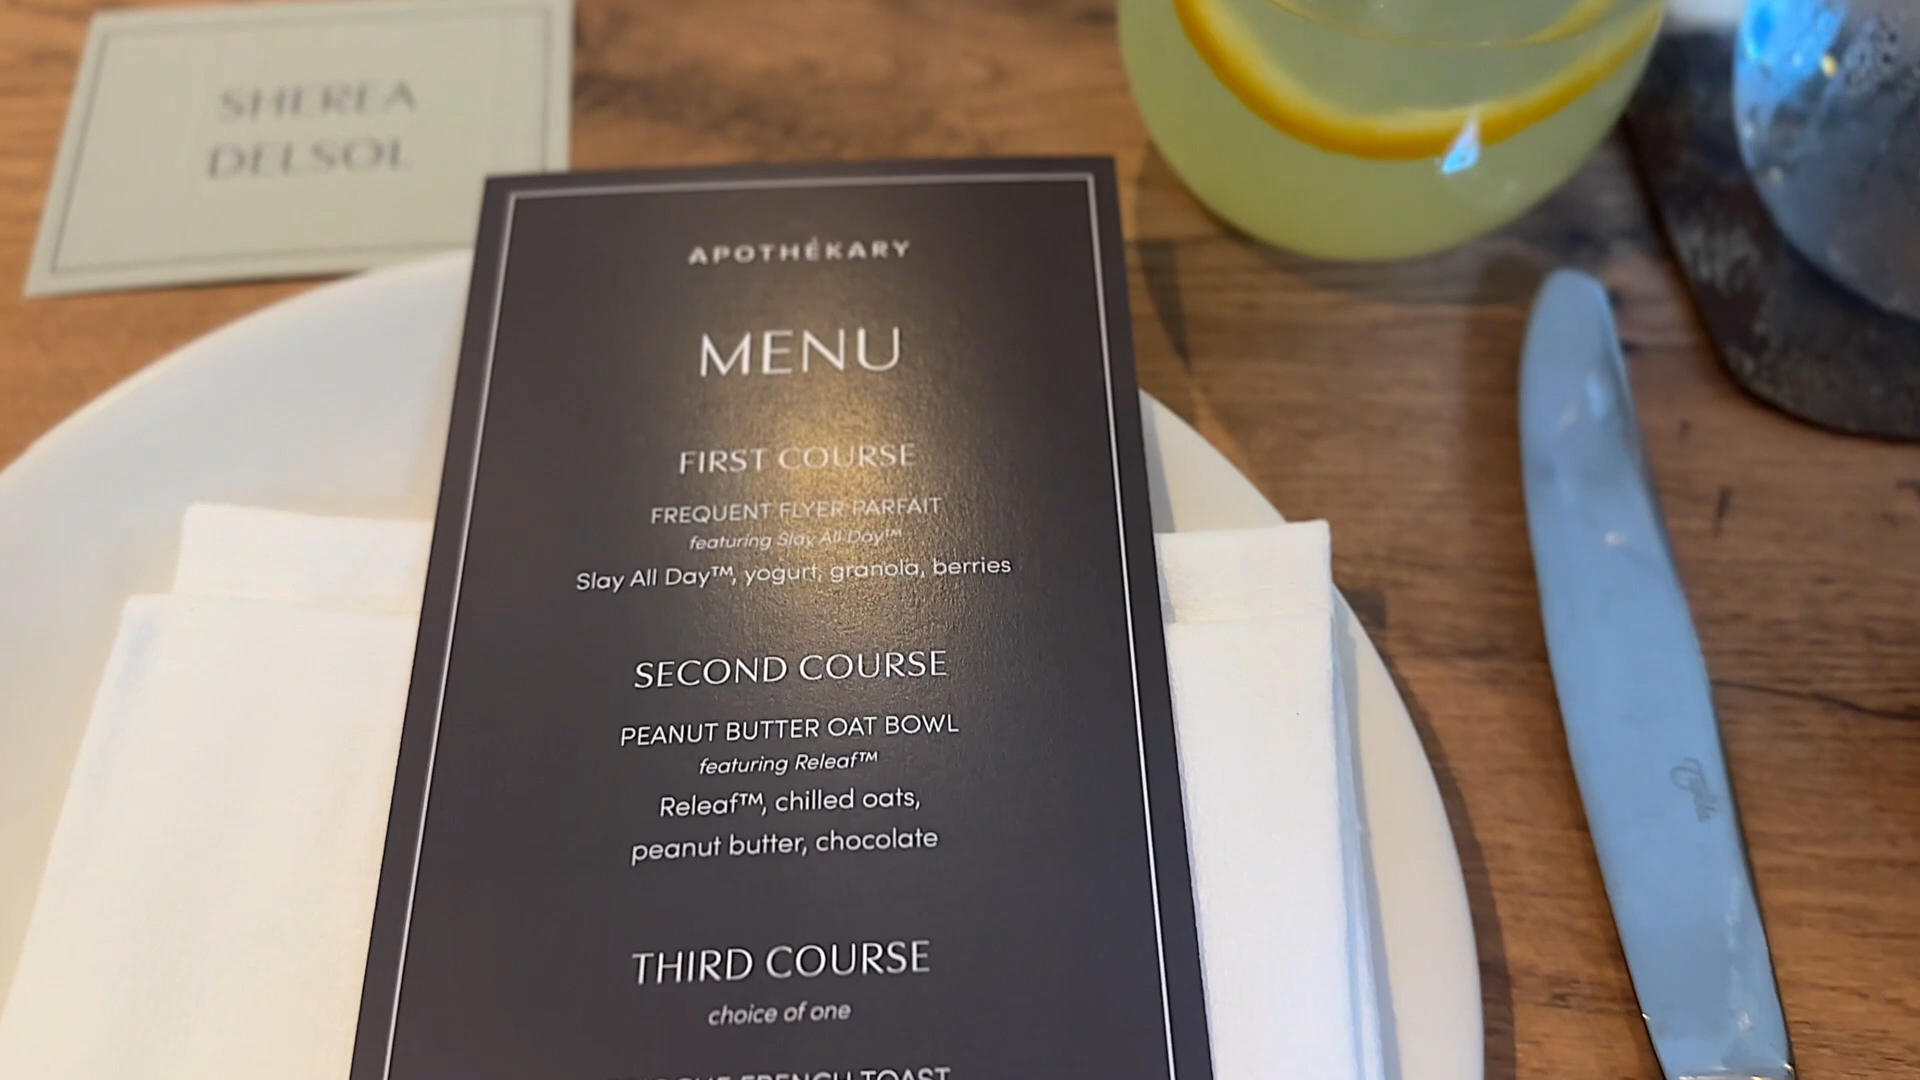 SHEREA
DELSOL
APOTHÉKARY
MENU
FIRST COURSE
FREQUENT FLYER PARFAIT
featuring Slay All Day™
Slay All Day™, yogurt, granola, berries
SECOND COURSE
PEANUT BUTTER OAT BOWL
featuring Releaf™
Releaf™, chilled oats,
peanut butter, chocolate
THIRD COURSE
choice of one
FRENCH TOAST